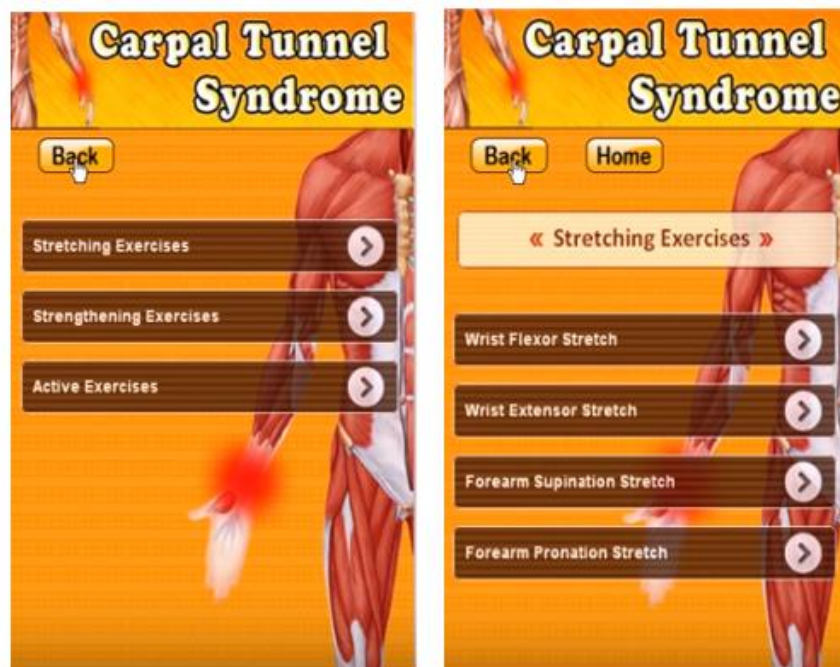 Carpal Tunnel
Syndrome
Back
Stretching Exercises
Strengthening Exercises
Active Exercises
Carpal Tunnel
Syndrome
Back Home
« Stretching Exercises »
Wrist Flexor Stretch
Wrist Extensor Stretch
Forearm Supination Stretch
Forearm Pronation Stretch